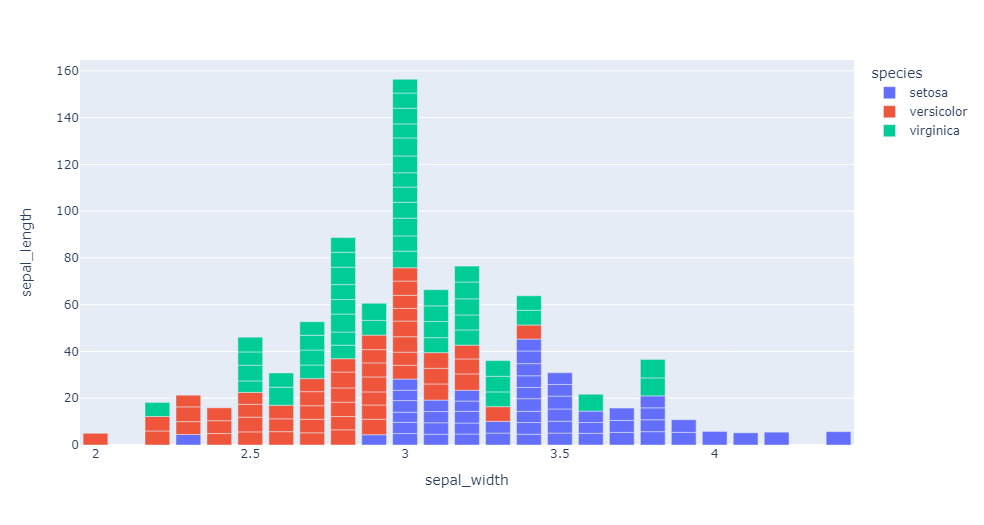 species
setosa
versicolor
virginica
sepal_length
160
140
120
100
80
60
40
20
0
2 2.5 3 3.5 4
sepal_width